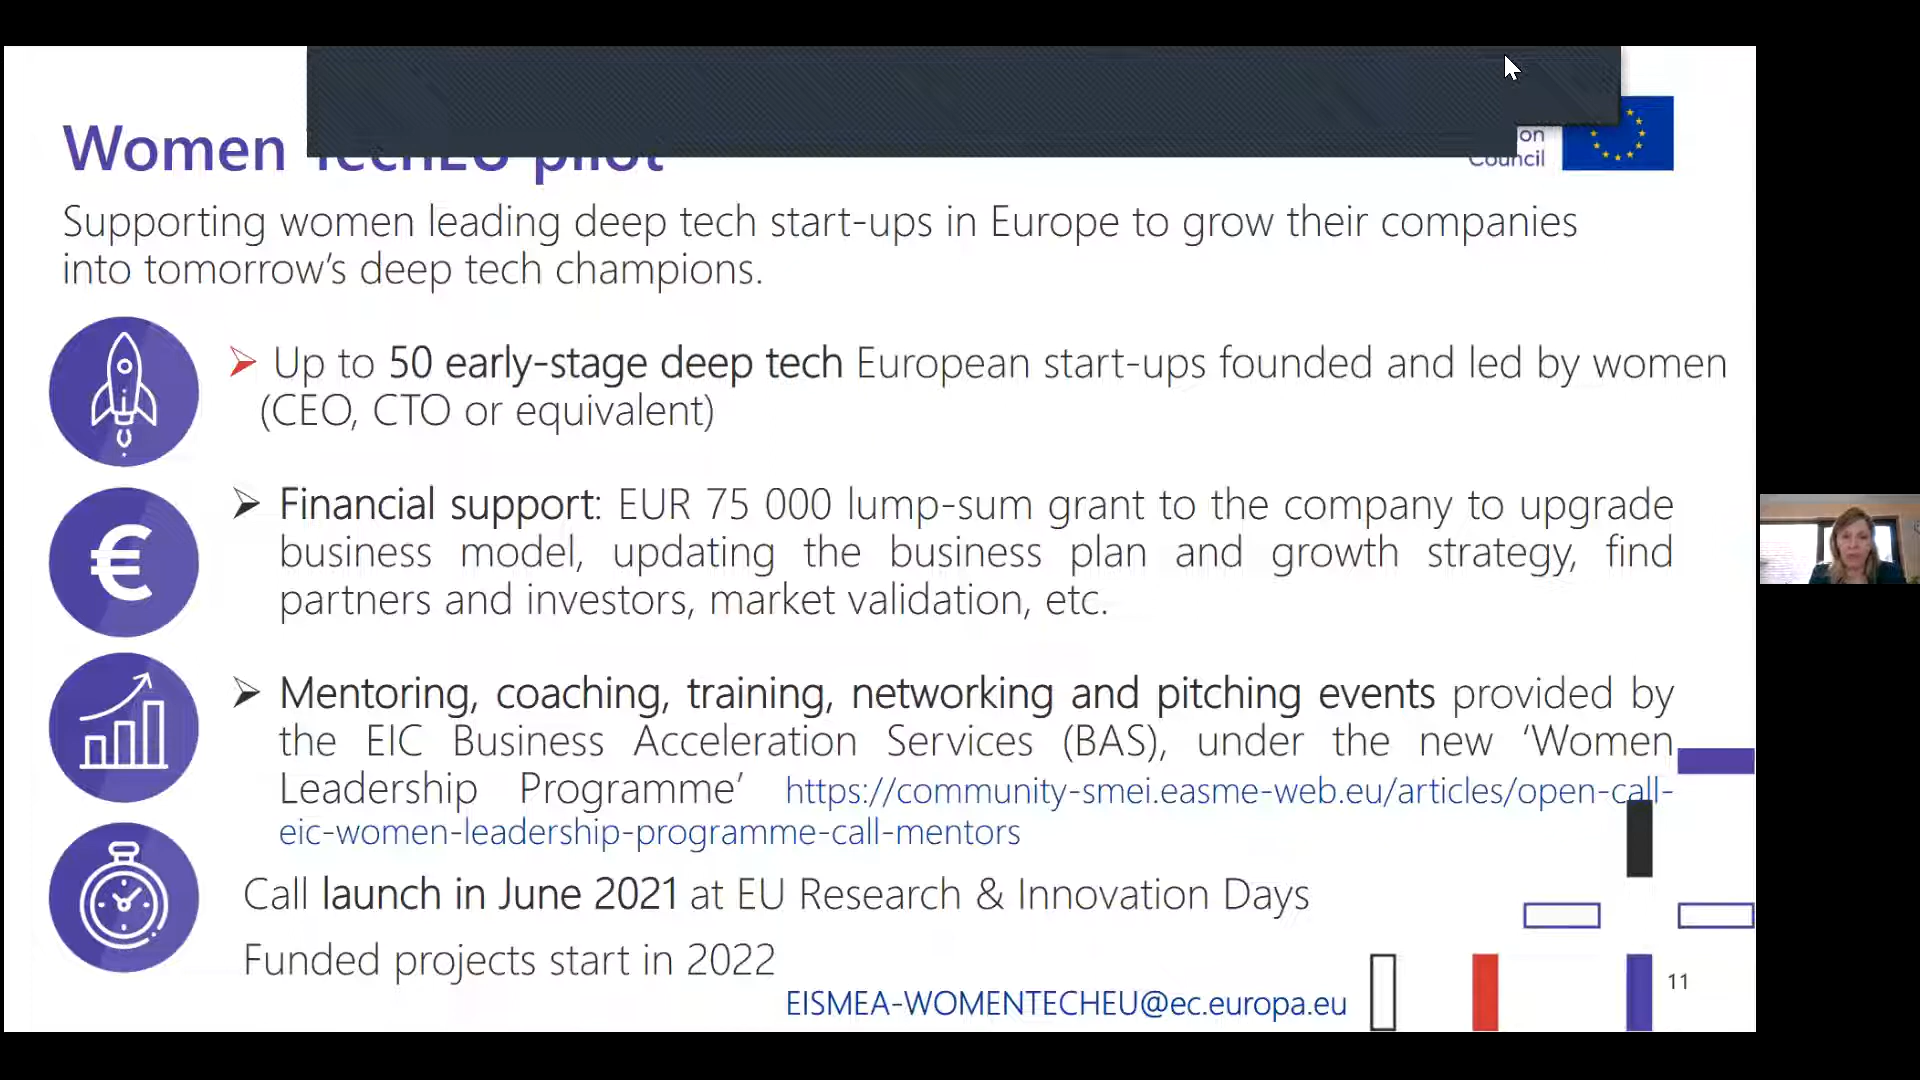 Women TechEU pilot
on
Council
Supporting women leading deep tech start-ups in Europe to grow their companies
into tomorrow’s deep tech champions.
➢ Up to 50 early-stage deep tech European start-ups founded and led by women
(CEO, CTO or equivalent)
➢ Financial support: EUR 75 000 lump-sum grant to the company to upgrade
business model, updating the business plan and growth strategy, find
partners and investors, market validation, etc.
➢ Mentoring, coaching, training, networking and pitching events provided by
the EIC Business Acceleration Services (BAS), under the new ‘Women
Leadership Programme’ https://community-smei.easme-web.eu/articles/open-call-
eic-women-leadership-programme-call-mentors
Call launch in June 2021 at EU Research & Innovation Days
Funded projects start in 2022
EISMEA-WOMENTECHEU@ec.europa.eu
11